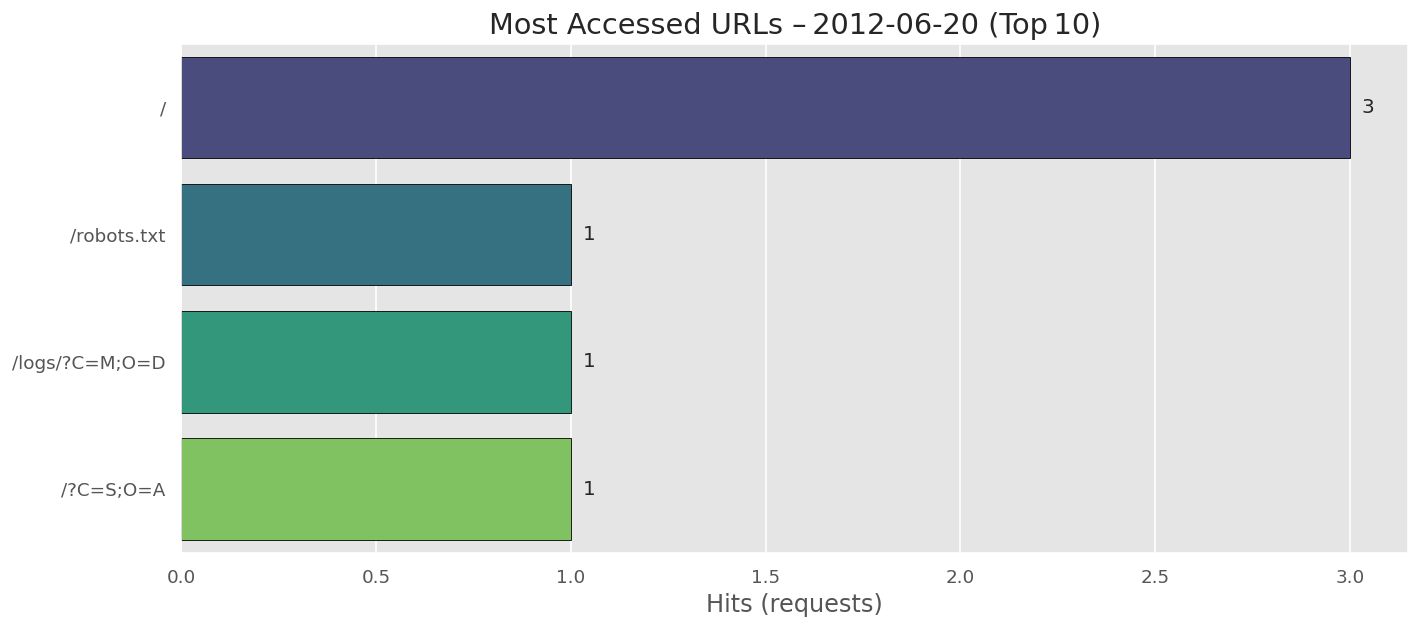 Most Accessed URLs – 2012-06-20 (Top 10)
/
3
/robots.txt
1
/logs/?C=M;O=D
1
/?C=S;O=A
1
0.0 0.5 1.0 1.5 2.0 2.5 3.0
Hits (requests)